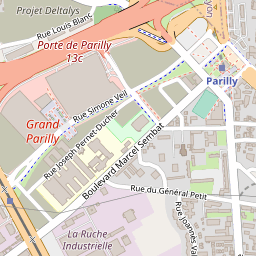 Projet Deltalys
Rue Louis Blanc
Porte de Parilly
13c
Parilly
Rue Simone Veil
Grand
Parilly
Rue Joseph Pernet-Ducher
Boulevard Marcel Sembat
Rue du Général Petit
La Ruche
Industrielle
Rue Joannès